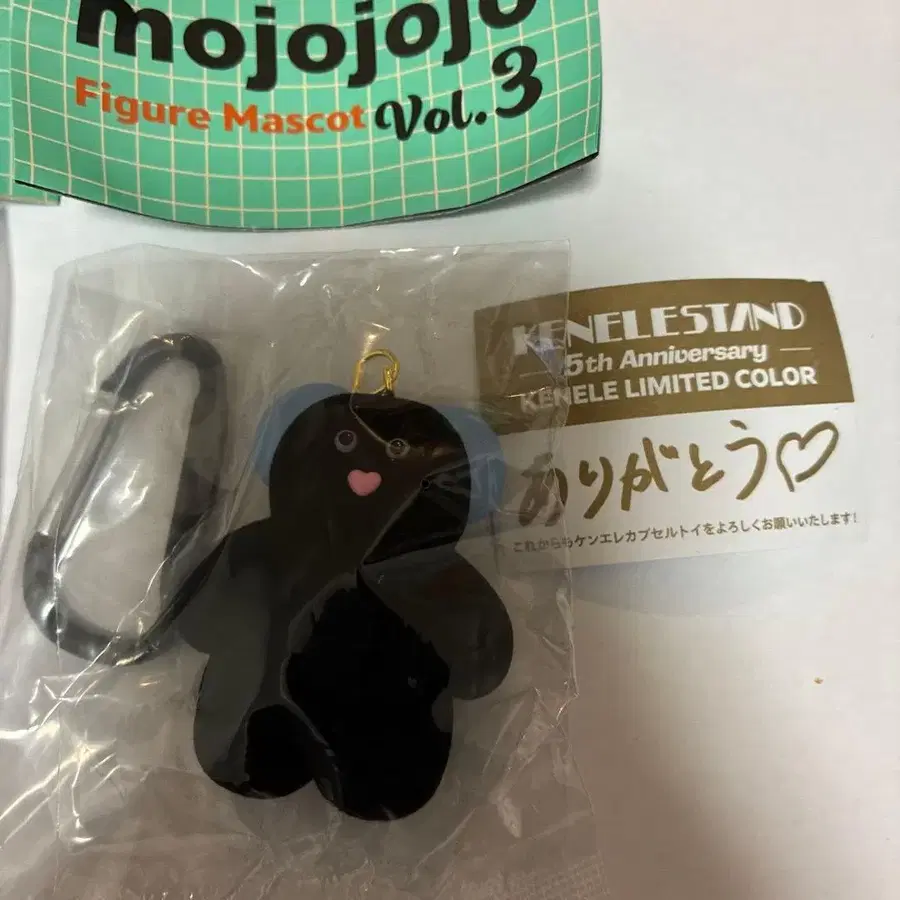 mojojojo
Figure Mascot Vol.3
KENELESTAND
5th Anniversary
KENELE LIMITED COLOR
ありがとう♡
これからもケンエレカプセルトイをよろしくお願いいたします!